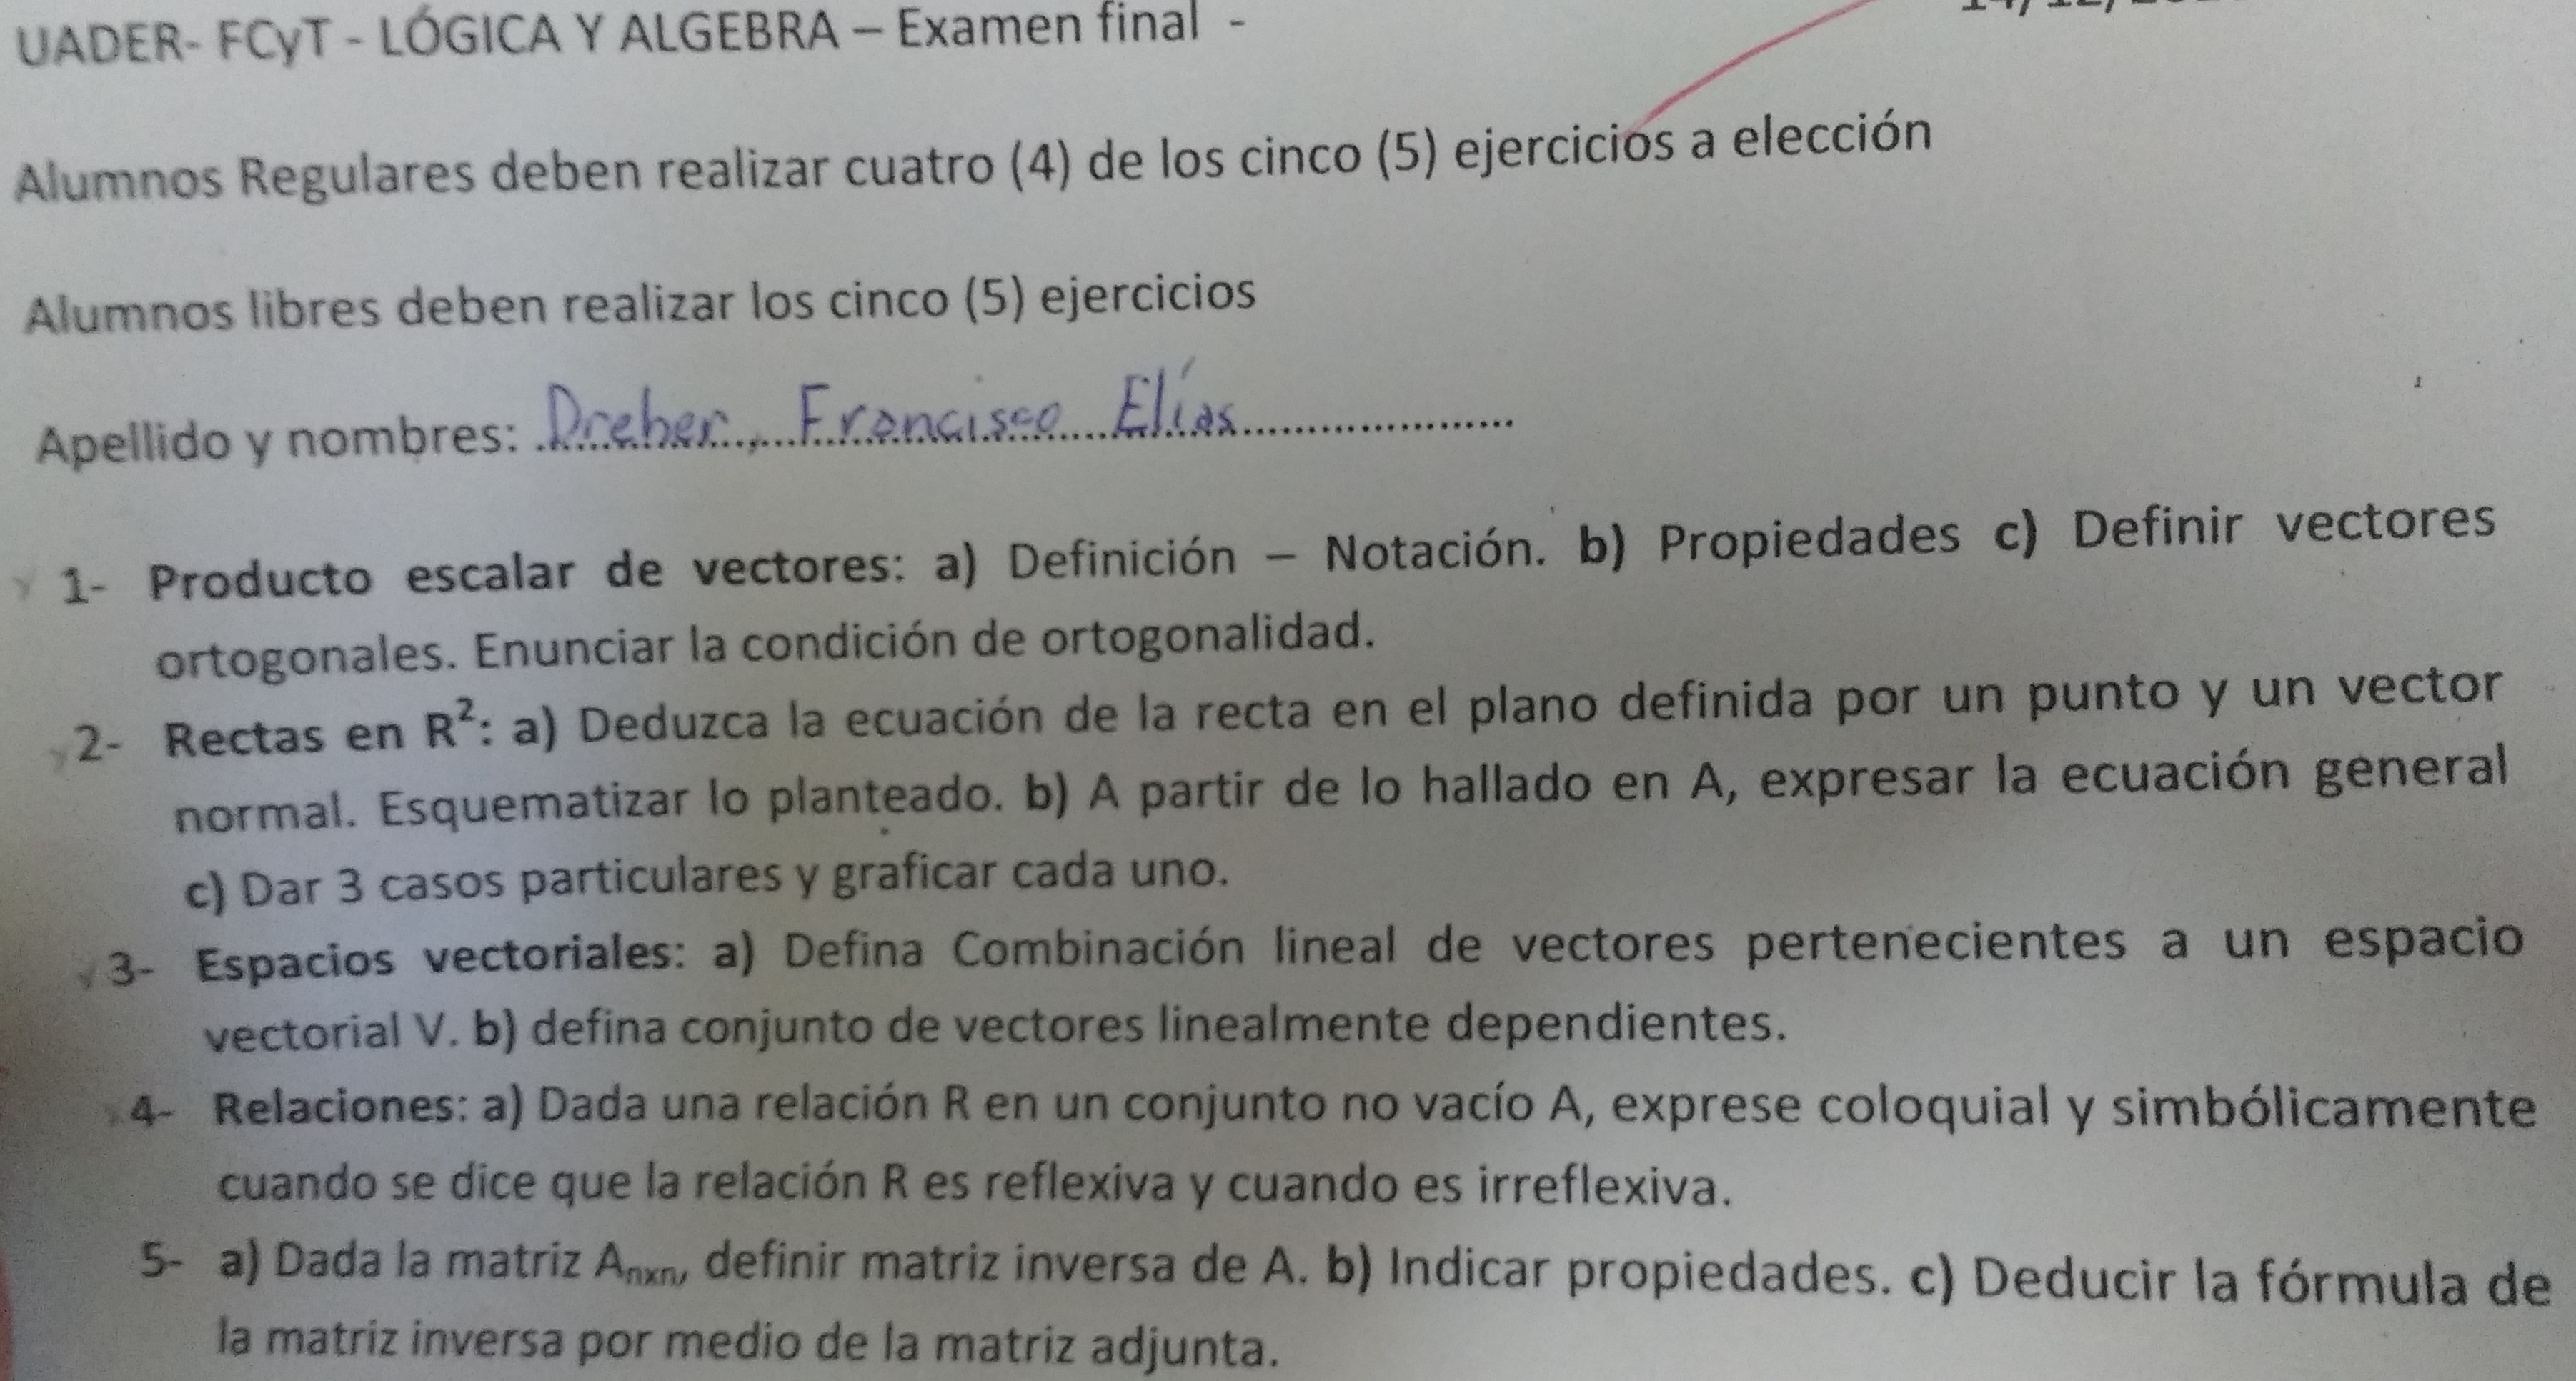 UADER- FCyT - LÓGICA Y ALGEBRA – Examen final -
Alumnos Regulares deben realizar cuatro (4) de los cinco (5) ejercicios a elección
Alumnos libres deben realizar los cinco (5) ejercicios
Apellido y nombres: Dreher, Francisco Elías
1- Producto escalar de vectores: a) Definición – Notación. b) Propiedades c) Definir vectores
ortogonales. Enunciar la condición de ortogonalidad.
2- Rectas en R²: a) Deduzca la ecuación de la recta en el plano definida por un punto y un vector
normal. Esquematizar lo planteado. b) A partir de lo hallado en A, expresar la ecuación general
c) Dar 3 casos particulares y graficar cada uno.
3- Espacios vectoriales: a) Defina Combinación lineal de vectores pertenecientes a un espacio
vectorial V. b) defina conjunto de vectores linealmente dependientes.
4- Relaciones: a) Dada una relación R en un conjunto no vacío A, exprese coloquial y simbólicamente
cuando se dice que la relación R es reflexiva y cuando es irreflexiva.
5- a) Dada la matriz Aₙₓₙ, definir matriz inversa de A. b) Indicar propiedades. c) Deducir la fórmula de
la matriz inversa por medio de la matriz adjunta.